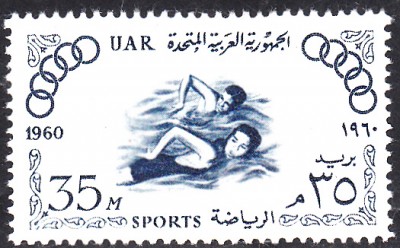 UAR الجمهورية العربية المتحدة
1960 ١٩٦٠
بريد
35 M ٣٥ م
SPORTS الرياضة